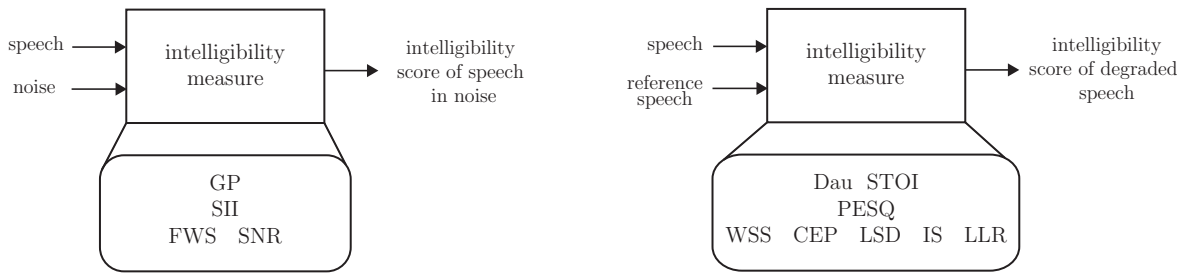 speech
noise
intelligibility
measure
intelligibility
score of speech
in noise
GP
SII
FWS SNR
speech
reference
speech
intelligibility
measure
intelligibility
score of degraded
speech
Dau STOI
PESQ
WSS CEP LSD IS LLR